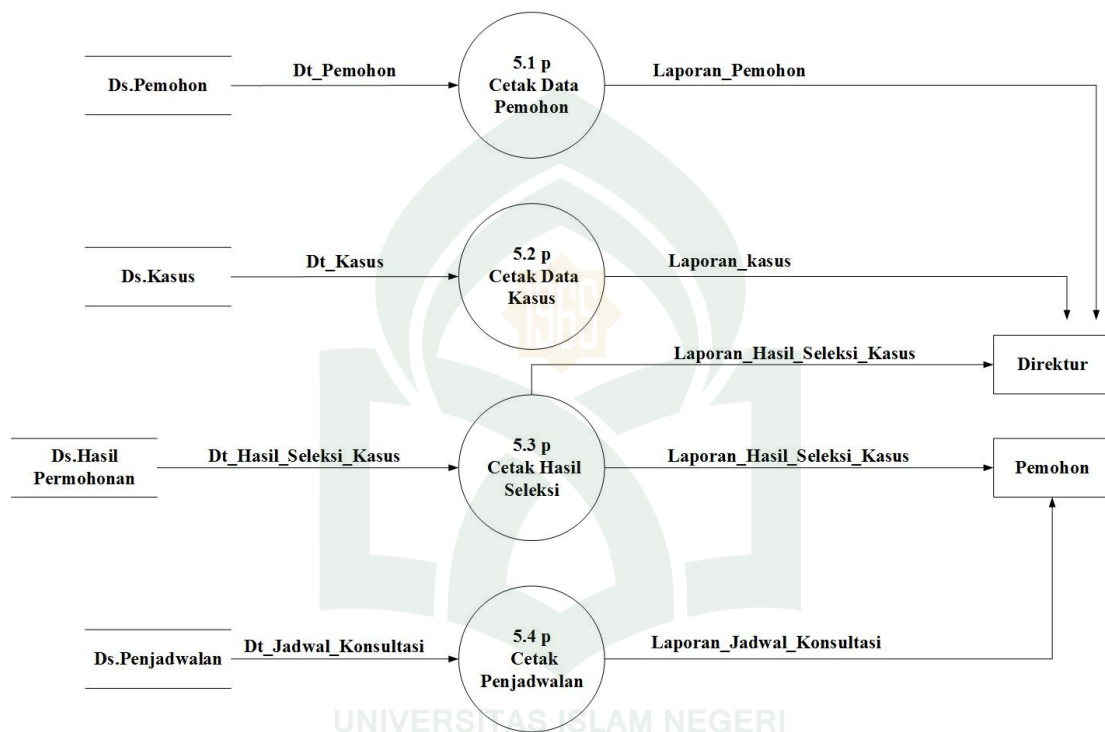 Ds.Pemohon
Dt_Pemohon
5.1 p
Cetak Data
Pemohon
Laporan_Pemohon
Ds.Kasus
Dt_Kasus
5.2 p
Cetak Data
Kasus
Laporan_kasus
1969
Laporan_Hasil_Seleksi_Kasus
Direktur
Ds.Hasil
Permohonan
Dt_Hasil_Seleksi_Kasus
5.3 p
Cetak Hasil
Seleksi
Laporan_Hasil_Seleksi_Kasus
Pemohon
Ds.Penjadwalan
Dt_Jadwal_Konsultasi
5.4 p
Cetak
Penjadwalan
Laporan_Jadwal_Konsultasi
UNIVERSITAS ISLAM NEGERI